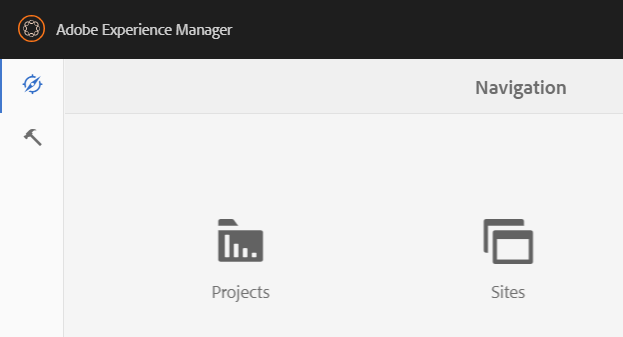 Adobe Experience Manager
Navigation
Projects
Sites